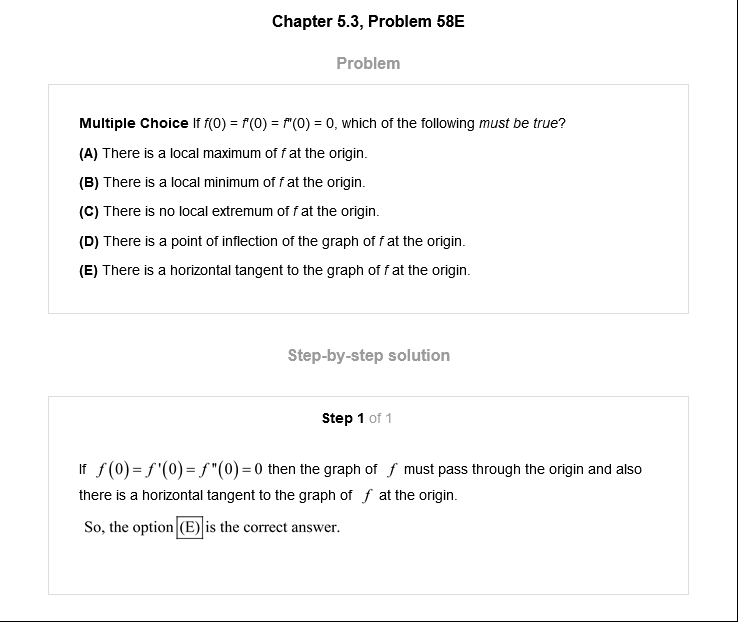 Chapter 5.3, Problem 58E
Problem
Multiple Choice If f(0) = f'(0) = f"(0) = 0, which of the following must be true?
(A) There is a local maximum of f at the origin.
(B) There is a local minimum of f at the origin.
(C) There is no local extremum of f at the origin.
(D) There is a point of inflection of the graph of f at the origin.
(E) There is a horizontal tangent to the graph of f at the origin.
Step-by-step solution
Step 1 of 1
If f(0) = f'(0) = f"(0) = 0 then the graph of f must pass through the origin and also
there is a horizontal tangent to the graph of f at the origin.
So, the option (E) is the correct answer.